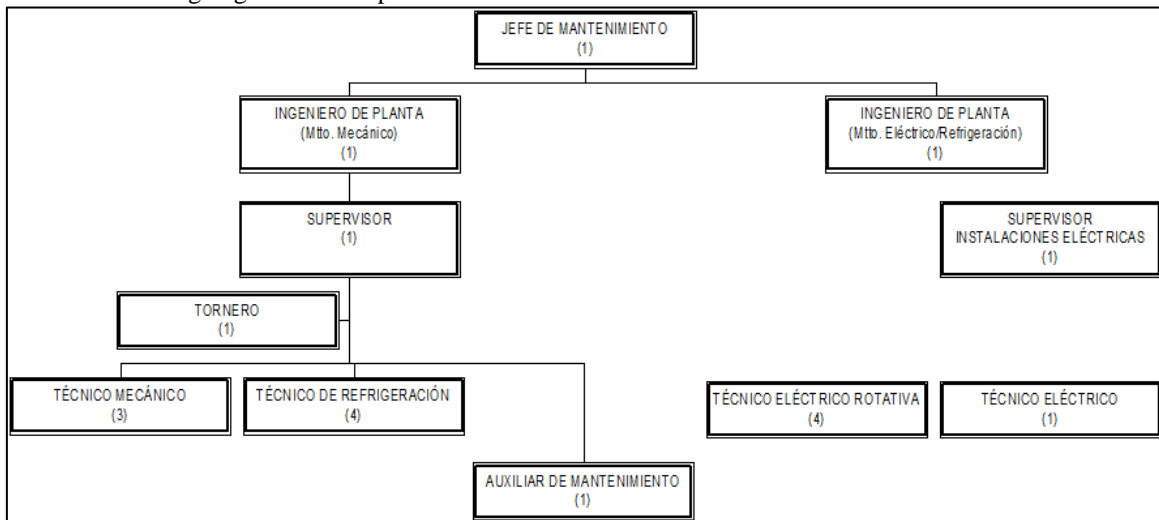 JEFE DE MANTENIMIENTO
(1)
INGENIERO DE PLANTA
(Mtto. Mecánico)
(1)
INGENIERO DE PLANTA
(Mtto. Eléctrico/Refrigeración)
(1)
SUPERVISOR
(1)
SUPERVISOR
INSTALACIONES ELÉCTRICAS
(1)
TORNERO
(1)
TÉCNICO MECÁNICO
(3)
TÉCNICO DE REFRIGERACIÓN
(4)
TÉCNICO ELÉCTRICO ROTATIVA
(4)
TÉCNICO ELÉCTRICO
(1)
AUXILIAR DE MANTENIMIENTO
(1)